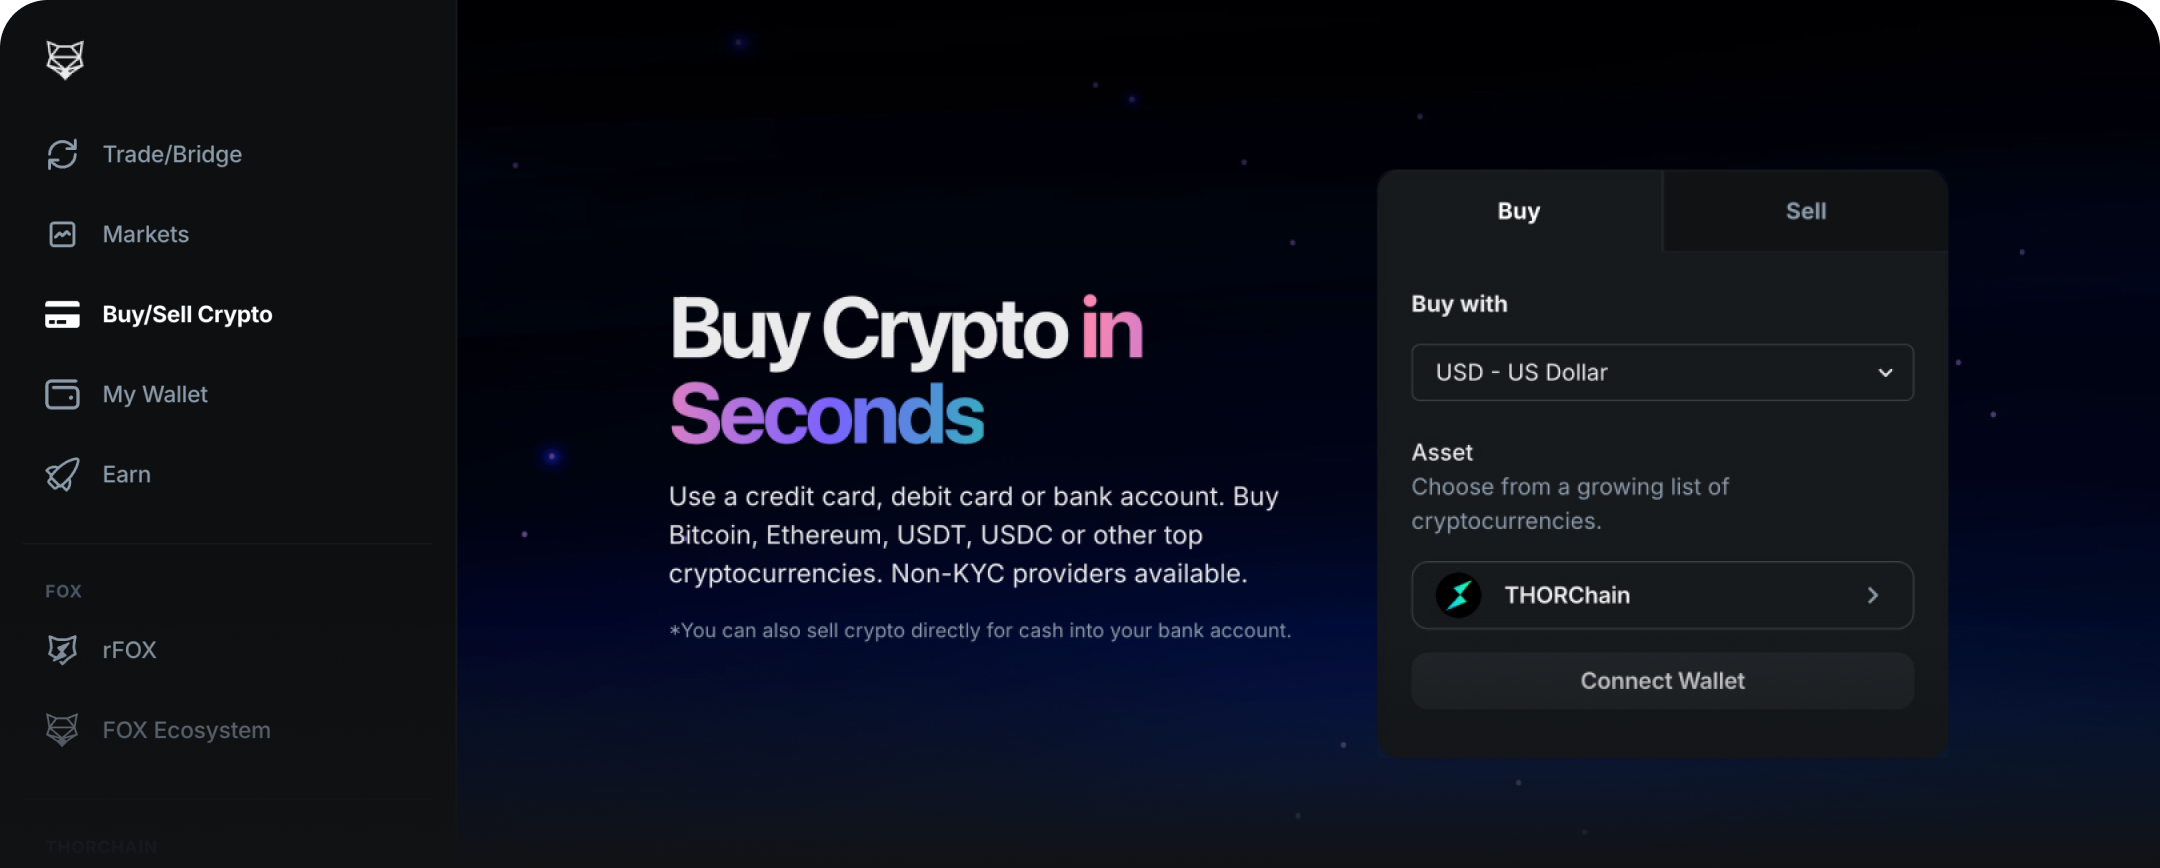 Trade/Bridge
Markets
Buy/Sell Crypto
My Wallet
Earn
FOX
rFOX
FOX Ecosystem
THORCHAIN
Buy Crypto in
Seconds
Use a credit card, debit card or bank account. Buy
Bitcoin, Ethereum, USDT, USDC or other top
cryptocurrencies. Non-KYC providers available.
*You can also sell crypto directly for cash into your bank account.
Buy
Sell
Buy with
USD - US Dollar
Asset
Choose from a growing list of
cryptocurrencies.
THORChain
Connect Wallet